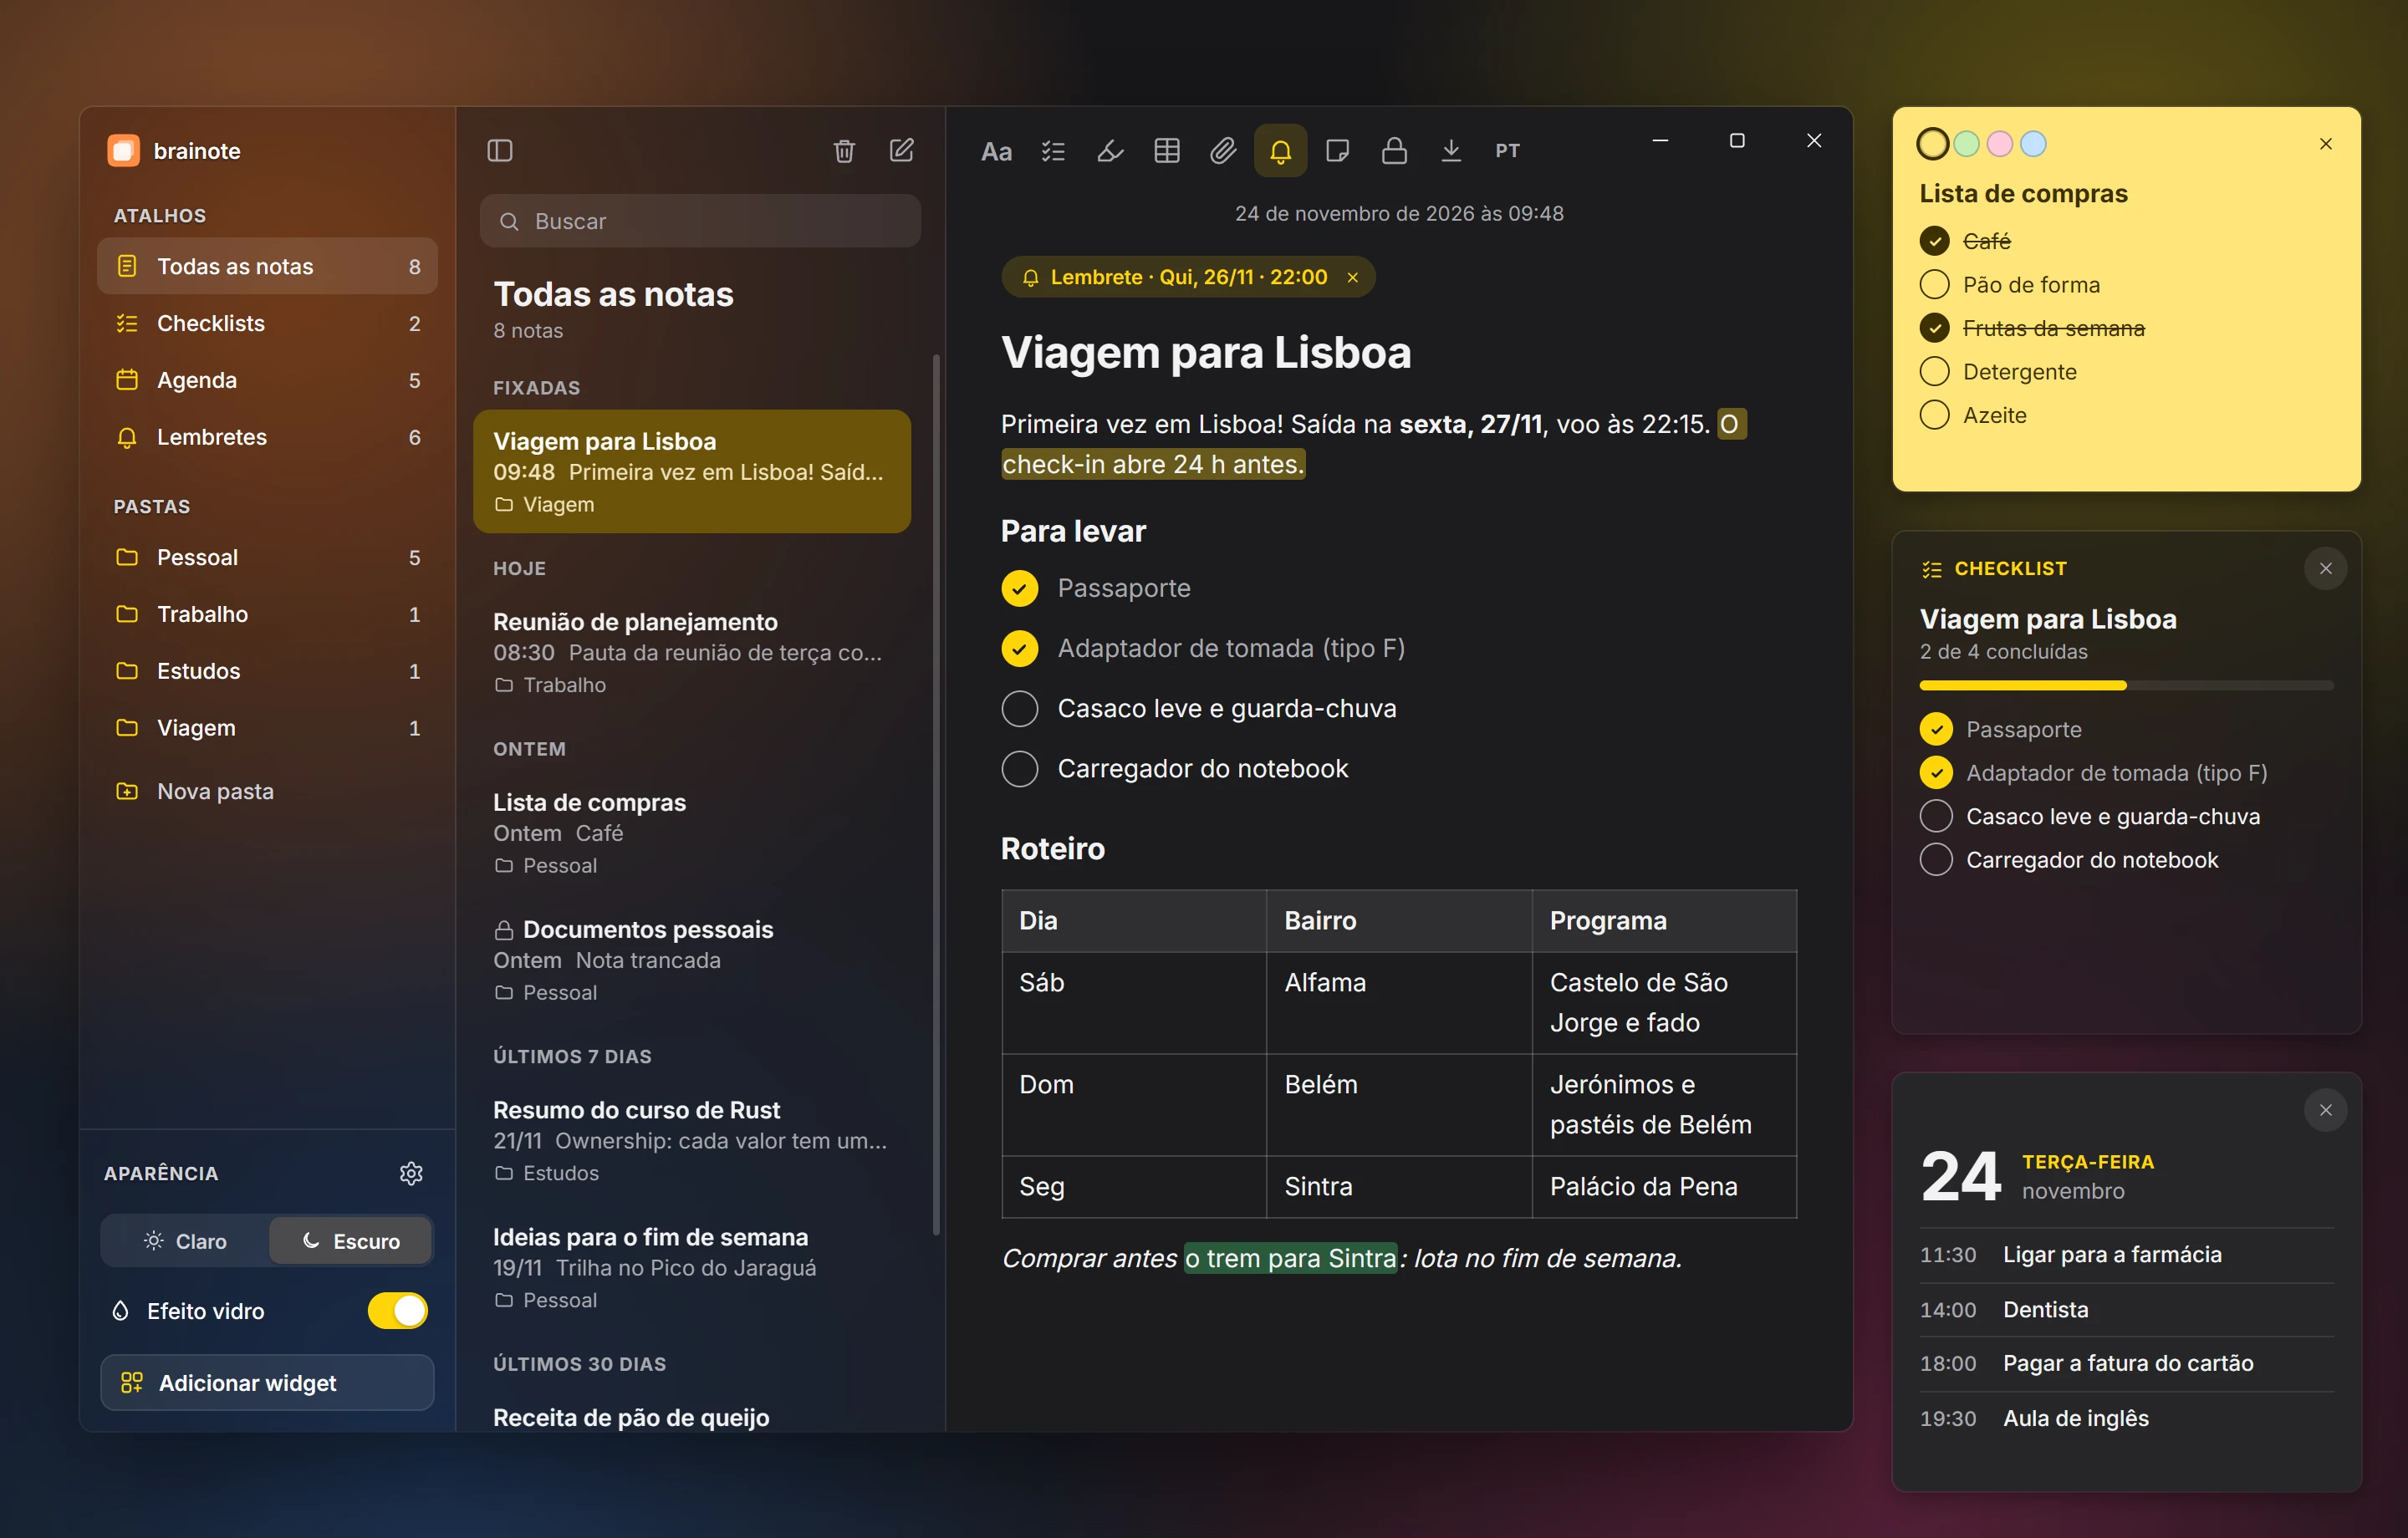 brainote
ATALHOS
Todas as notas 8
Checklists 2
Agenda 5
Lembretes 6
PASTAS
Pessoal 5
Trabalho 1
Estudos 1
Viagem 1
Nova pasta
APARÊNCIA
Claro Escuro
Efeito vidro
Adicionar widget
Buscar
Todas as notas
8 notas
FIXADAS
Viagem para Lisboa
09:48 Primeira vez em Lisboa! Saíd...
Viagem
HOJE
Reunião de planejamento
08:30 Pauta da reunião de terça co...
Trabalho
ONTEM
Lista de compras
Ontem Café
Pessoal
Documentos pessoais
Ontem Nota trancada
Pessoal
ÚLTIMOS 7 DIAS
Resumo do curso de Rust
21/11 Ownership: cada valor tem um...
Estudos
Ideias para o fim de semana
19/11 Trilha no Pico do Jaraguá
Pessoal
ÚLTIMOS 30 DIAS
Receita de pão de queijo
Aa PT
24 de novembro de 2026 às 09:48
Lembrete · Qui, 26/11 · 22:00
Viagem para Lisboa
Primeira vez em Lisboa! Saída na sexta, 27/11, voo às 22:15. O
check-in abre 24 h antes.
Para levar
Passaporte
Adaptador de tomada (tipo F)
Casaco leve e guarda-chuva
Carregador do notebook
Roteiro
Dia Bairro Programa
Sáb Alfama Castelo de São
Jorge e fado
Dom Belém Jerónimos e
pastéis de Belém
Seg Sintra Palácio da Pena
Comprar antes o trem para Sintra: lota no fim de semana.
Lista de compras
Café
Pão de forma
Frutas da semana
Detergente
Azeite
CHECKLIST
Viagem para Lisboa
2 de 4 concluídas
Passaporte
Adaptador de tomada (tipo F)
Casaco leve e guarda-chuva
Carregador do notebook
24 TERÇA-FEIRA
novembro
11:30 Ligar para a farmácia
14:00 Dentista
18:00 Pagar a fatura do cartão
19:30 Aula de inglês